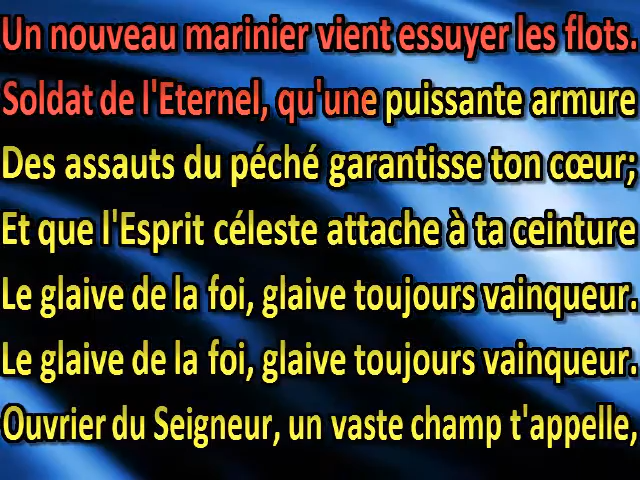 Un nouveau marinier vient essuyer les flots.
Soldat de l'Eternel, qu'une puissante armure
Des assauts du péché garantisse ton cœur;
Et que l'Esprit céleste attache à ta ceinture
Le glaive de la foi, glaive toujours vainqueur.
Le glaive de la foi, glaive toujours vainqueur.
Ouvrier du Seigneur, un vaste champ t'appelle,